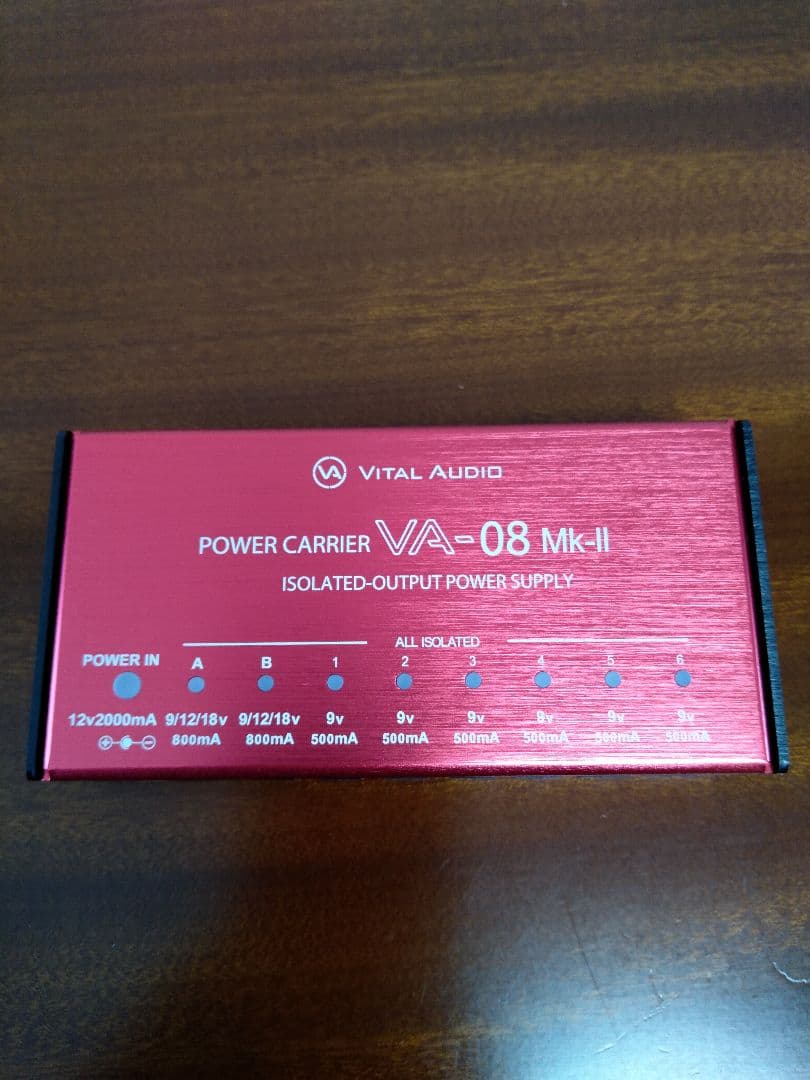 VA VITAL AUDIO
POWER CARRIER VA-08 Mk-II
ISOLATED-OUTPUT POWER SUPPLY
ALL ISOLATED
POWER IN A B 1 2 3 4 5 6
12v2000mA 9/12/18v 9/12/18v 9v 9v 9v 9v 9v 9v
800mA 800mA 500mA 500mA 500mA 500mA 500mA 500mA